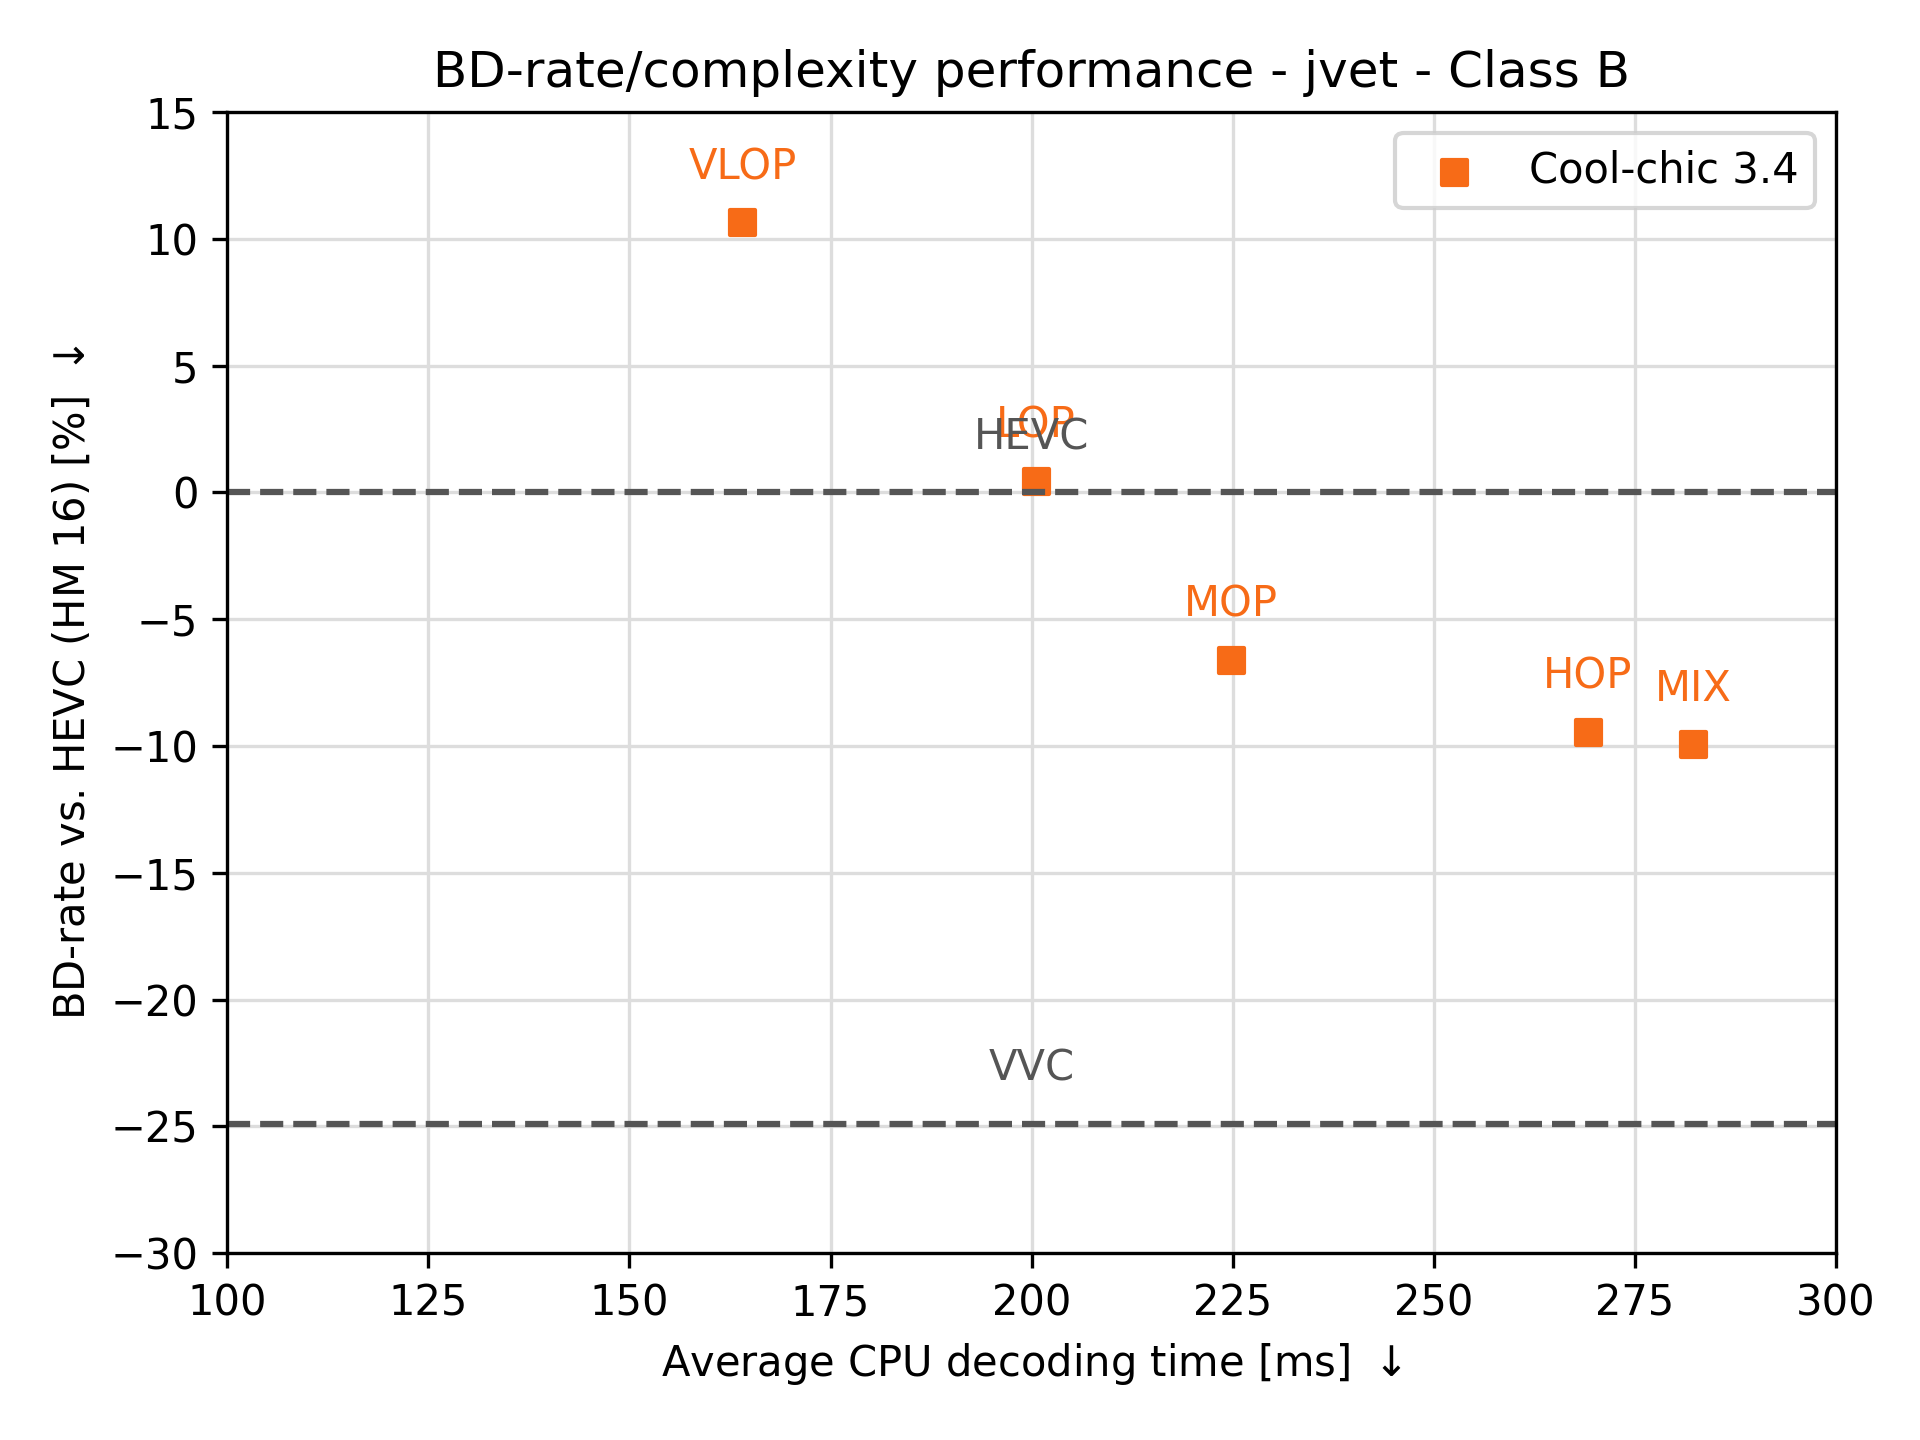 BD-rate/complexity performance - jvet - Class B
Cool-chic 3.4
BD-rate vs. HEVC (HM 16) [%] ↓
15
10
5
0
−5
−10
−15
−20
−25
−30
VLOP
LOP
HEVC
MOP
HOP
MIX
VVC
100 125 150 175 200 225 250 275 300
Average CPU decoding time [ms] ↓